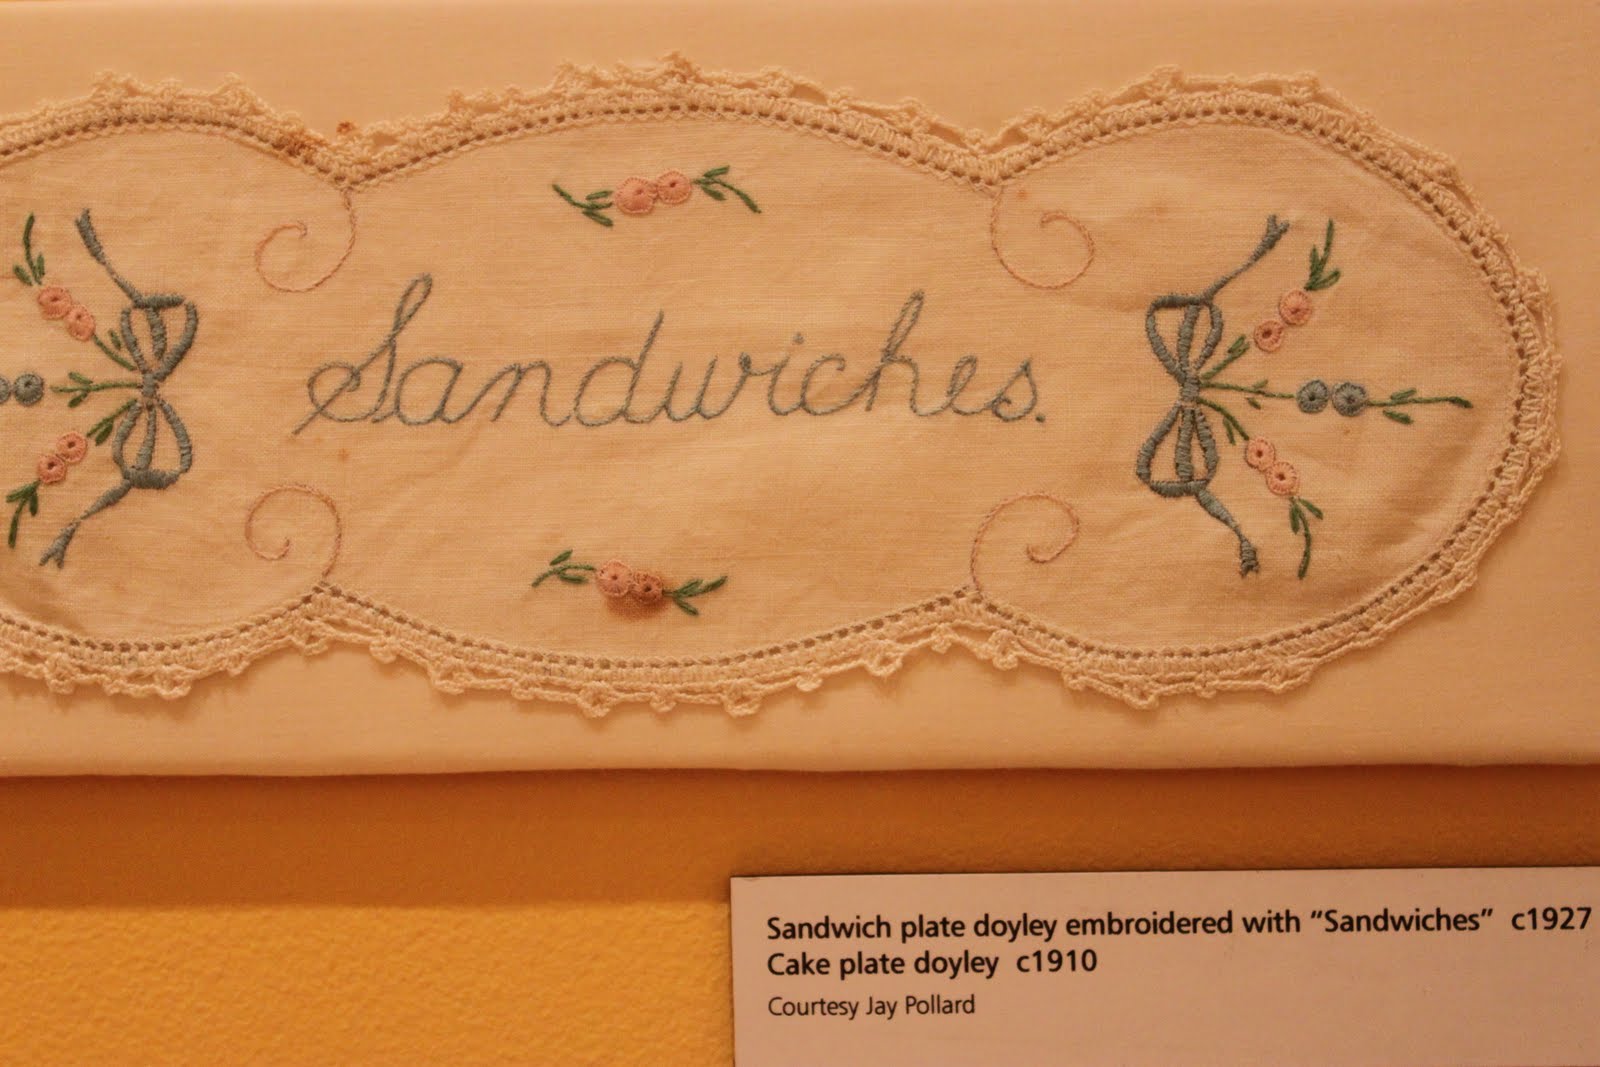 Sandwiches.
Sandwich plate doyley embroidered with "Sandwiches" c1927
Cake plate doyley c1910
Courtesy Jay Pollard